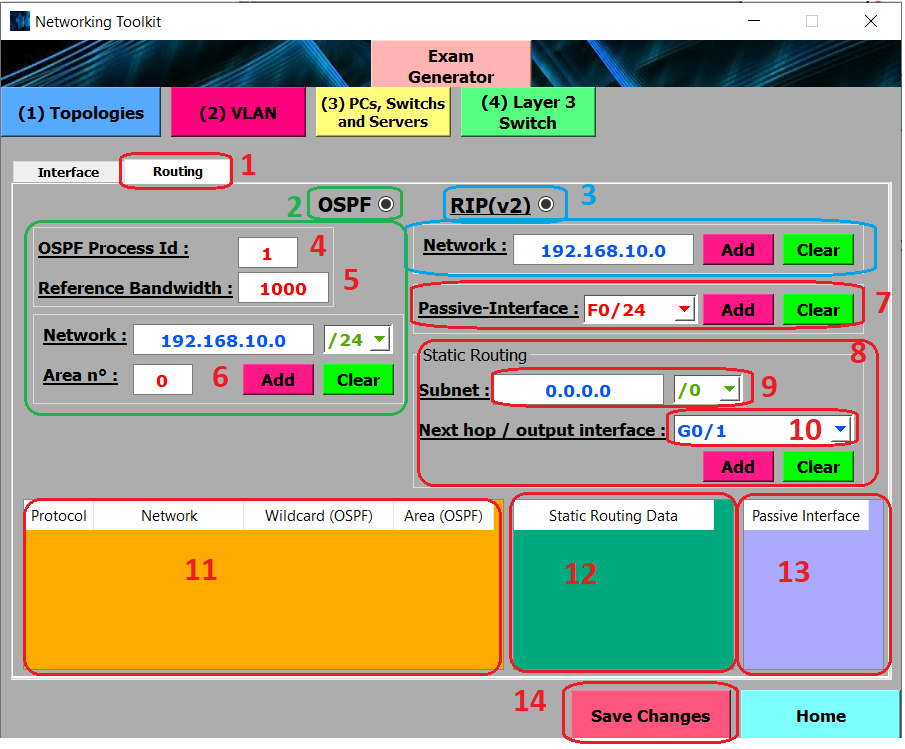 Networking Toolkit
Exam
Generator
(1) Topologies
(2) VLAN
(3) PCs, Switchs
and Servers
(4) Layer 3
Switch
Interface
Routing
1
2
OSPF
RIP(v2)
3
OSPF Process Id :
1
4
Reference Bandwidth :
1000
5
Network :
192.168.10.0
/24
Area n° :
0
6
Add
Clear
Network :
192.168.10.0
Add
Clear
Passive-Interface :
F0/24
Add
Clear
7
Static Routing
8
Subnet :
0.0.0.0
/0
9
Next hop / output interface :
G0/1
10
Add
Clear
Protocol
Network
Wildcard (OSPF)
Area (OSPF)
11
Static Routing Data
12
Passive Interface
13
14
Save Changes
Home